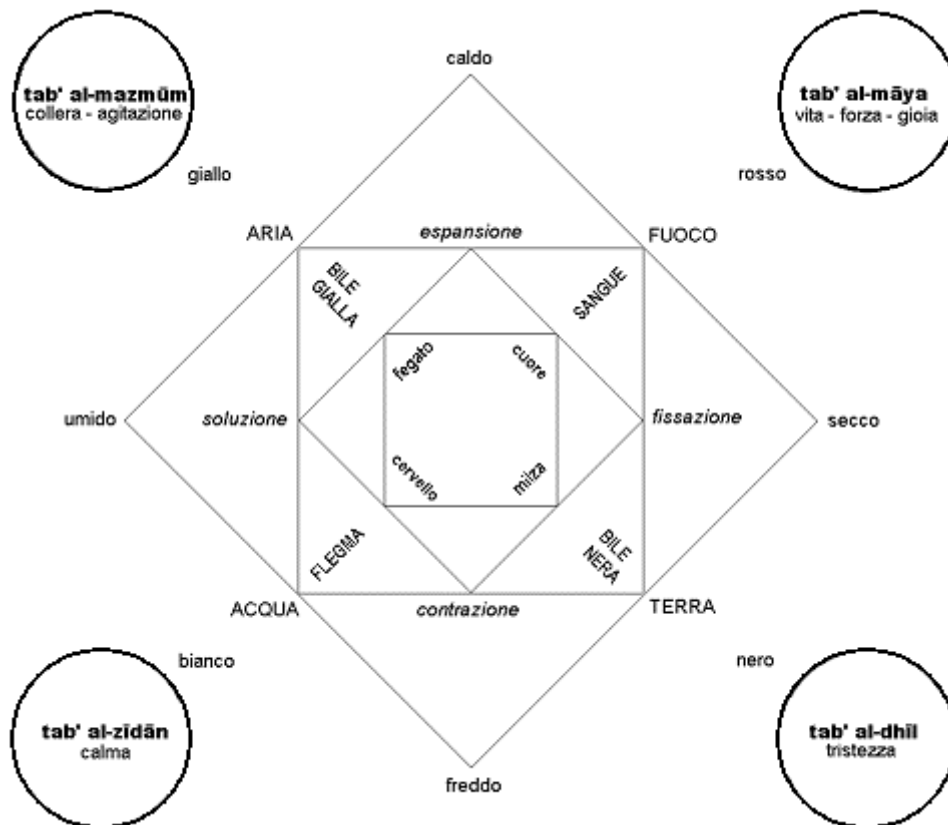 caldo
tab' al-mazmūm
collera - agitazione
tab' al-māya
vita - forza - gioia
giallo
rosso
ARIA
espansione
FUOCO
BILE
GIALLA
SANGUE
fegato
cuore
umido
soluzione
fissazione
secco
cervello
milza
FLEGMA
BILE
NERA
ACQUA
contrazione
TERRA
bianco
nero
tab' al-zīdān
calma
tab' al-dhīl
tristezza
freddo